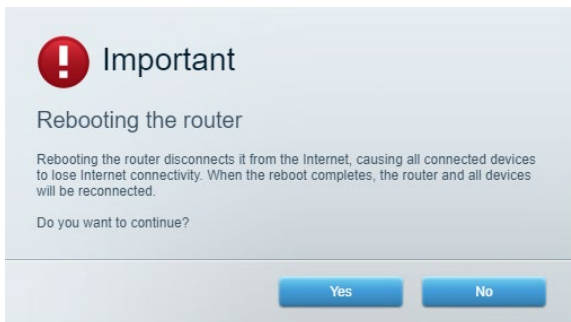 Important
Rebooting the router
Rebooting the router disconnects it from the Internet, causing all connected devices
to lose Internet connectivity. When the reboot completes, the router and all devices
will be reconnected.
Do you want to continue?
Yes No